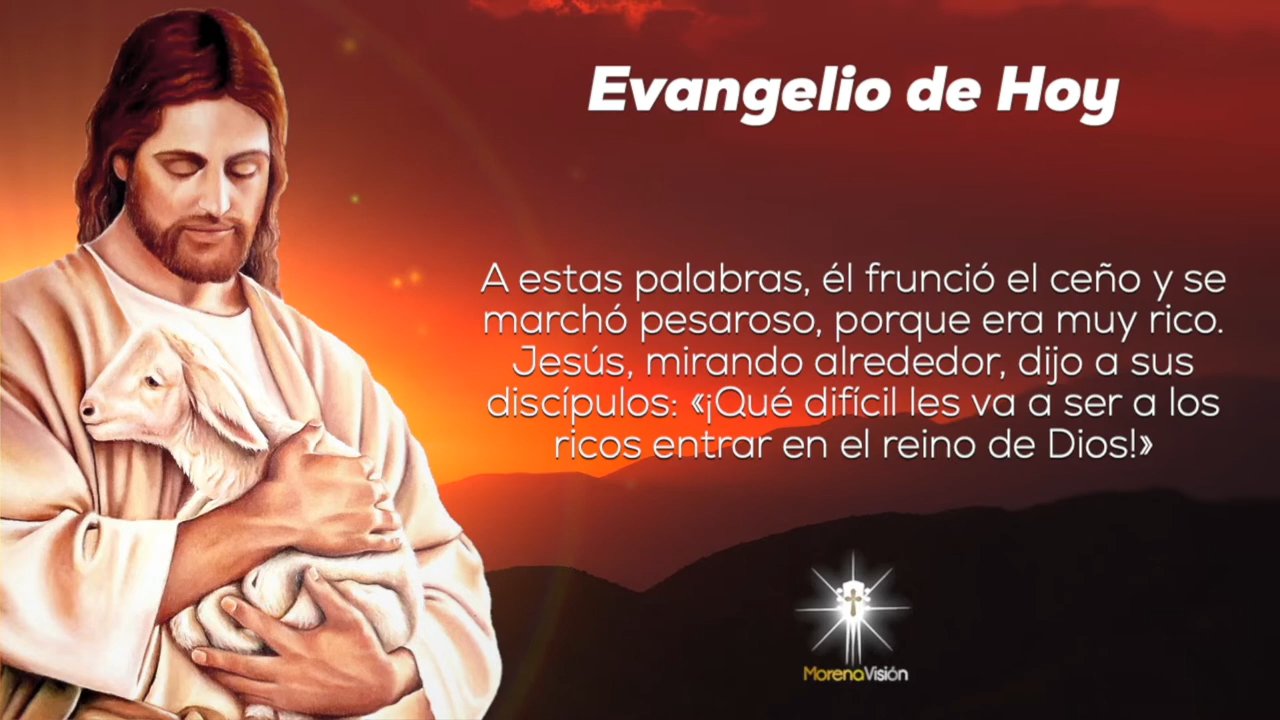 Evangelio de Hoy
A estas palabras, él frunció el ceño y se
marchó pesaroso, porque era muy rico.
Jesús, mirando alrededor, dijo a sus
discípulos: «¡Qué difícil les va a ser a los
ricos entrar en el reino de Dios!»
MorenaVisión